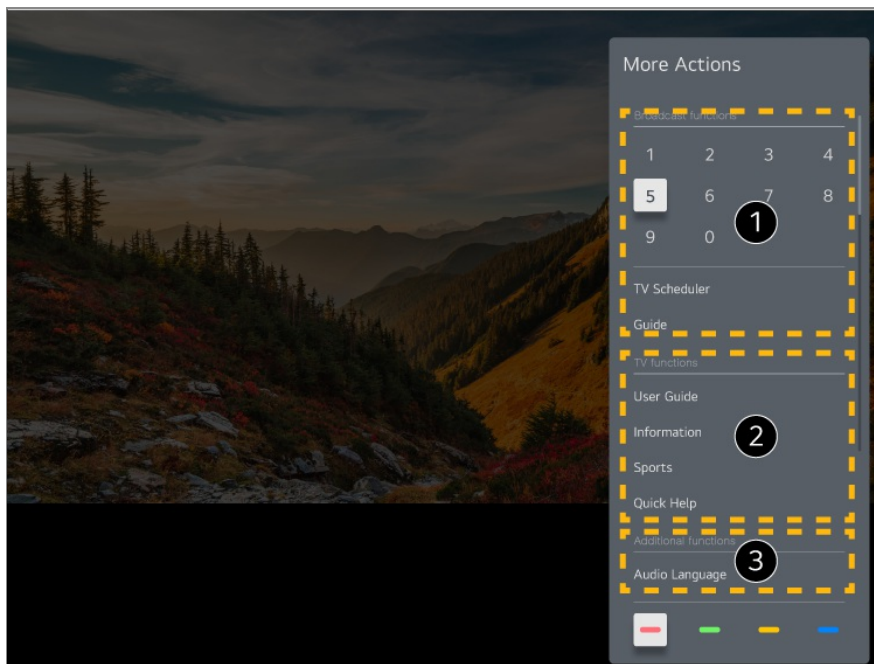 More Actions
Broadcast functions
1 2 3 4
5 6 7 8
9 0
1
TV Scheduler
Guide
TV functions
User Guide
Information
2
Sports
Quick Help
Additional functions
3
Audio Language